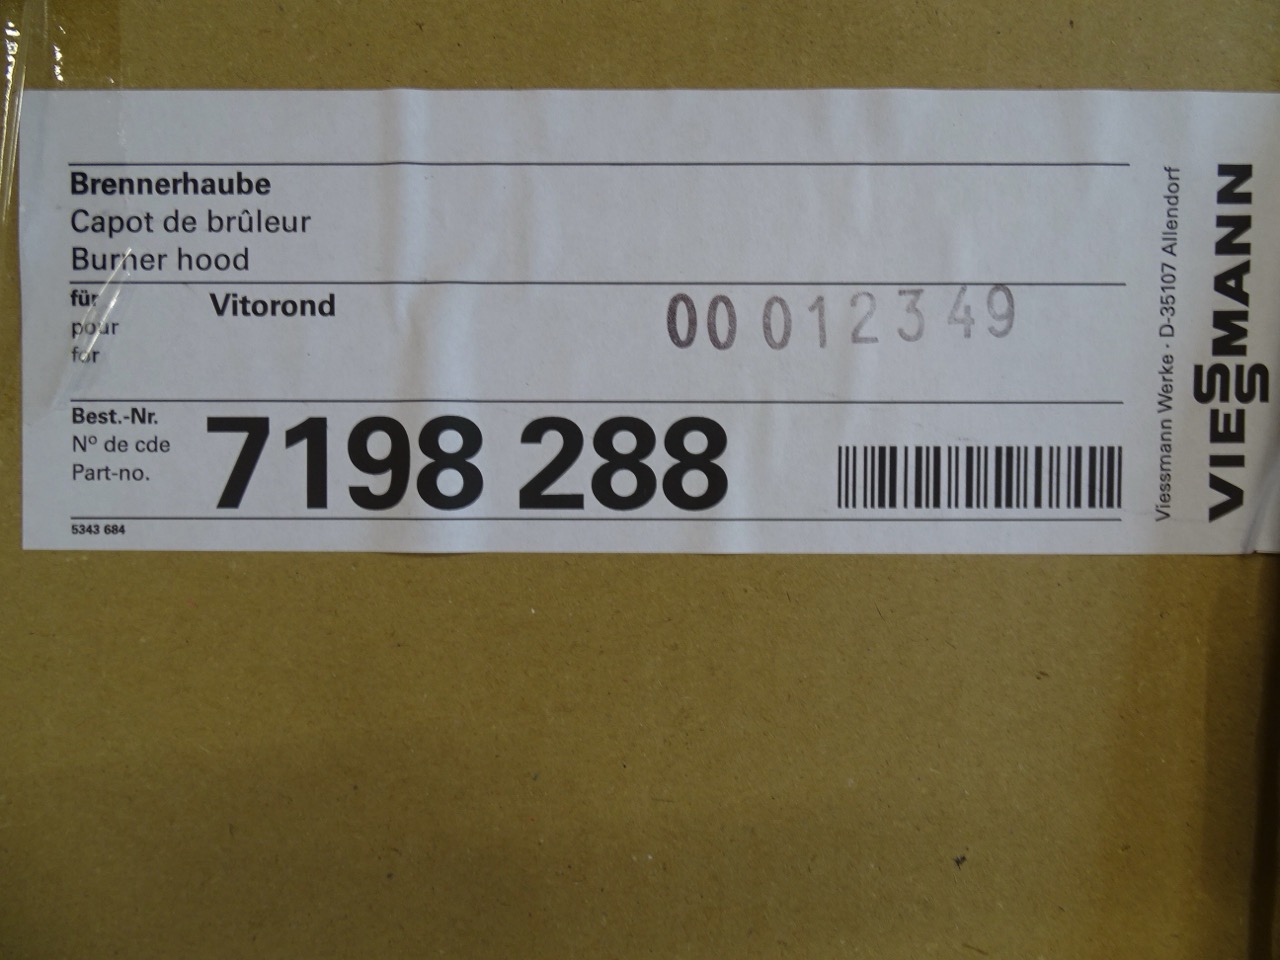 Brennerhaube
Capot de brûleur
Burner hood
für
pour
for
Vitorond
00 012349
Best.-Nr.
Nº de cde
Part-no.
7198 288
5343 684
Viessmann Werke · D-35107 Allendorf
VIESSMANN